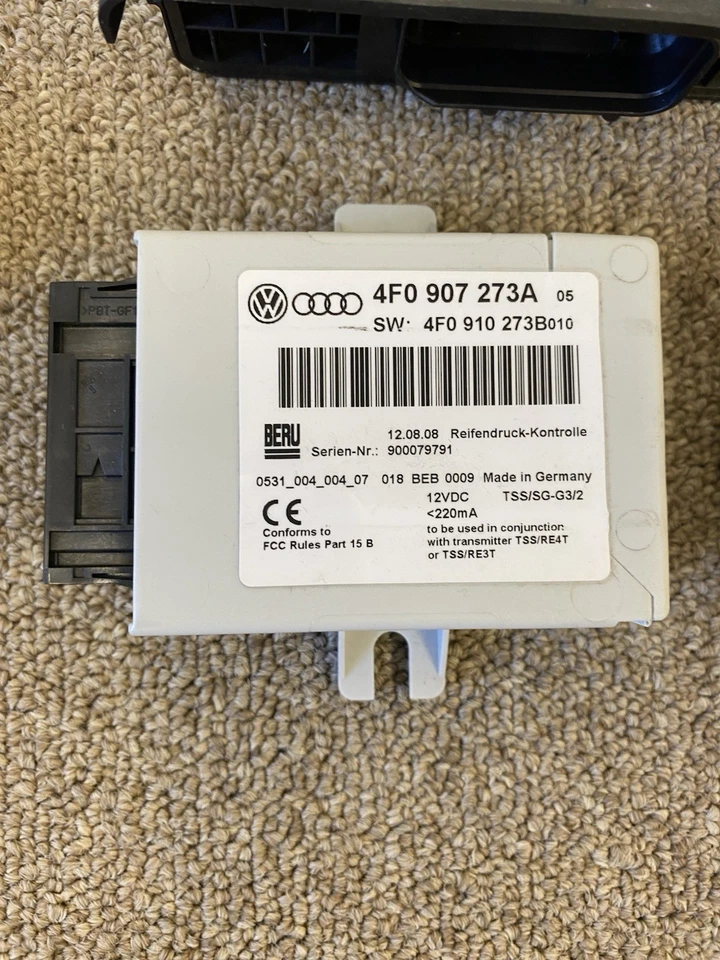 >PBT-GF
4F0 907 273A 05
SW: 4F0 910 273B010
BERU
12.08.08 Reifendruck-Kontrolle
Serien-Nr.: 900079791
0531_004_004_07 018 BEB 0009 Made in Germany
12VDC TSS/SG-G3/2
<220mA
CE
Conforms to
FCC Rules Part 15 B
to be used in conjunction
with transmitter TSS/RE4T
or TSS/RE3T